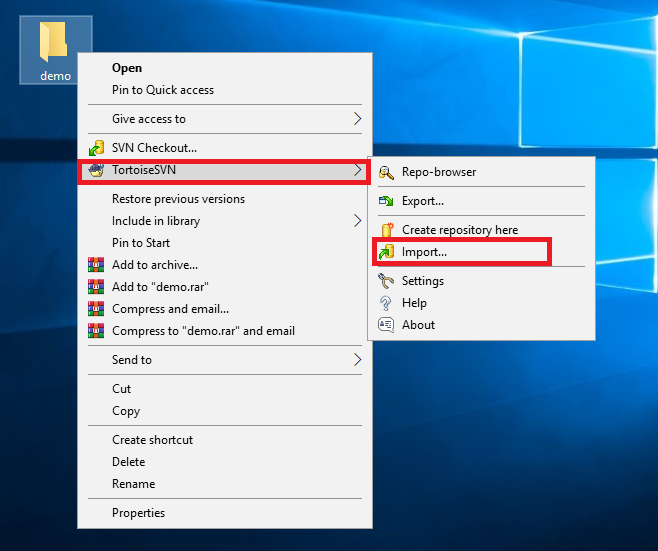 demo
Open
Pin to Quick access
Give access to
SVN Checkout...
TortoiseSVN
Restore previous versions
Include in library
Pin to Start
Add to archive...
Add to "demo.rar"
Compress and email...
Compress to "demo.rar" and email
Send to
Cut
Copy
Create shortcut
Delete
Rename
Properties
Repo-browser
Export...
Create repository here
Import...
Settings
Help
About